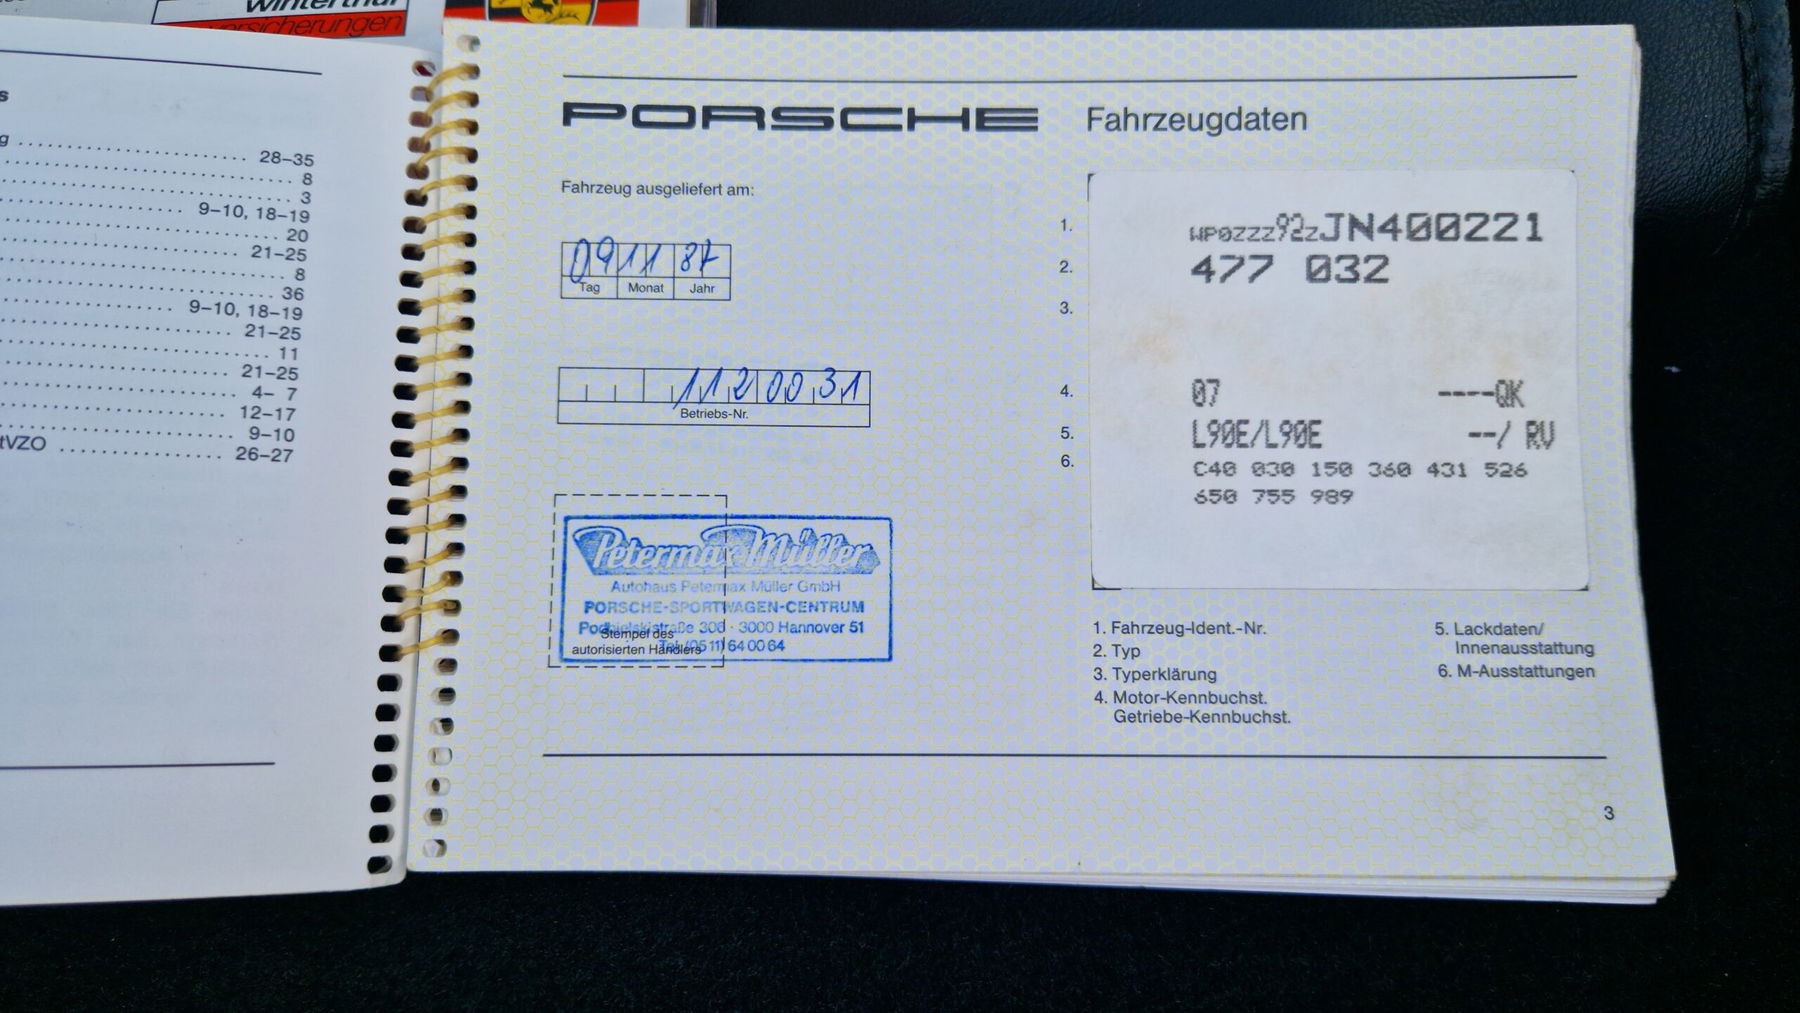 winterthur
versicherungen
28–35
8
3
9–10, 18–19
20
21–25
8
36
9–10, 18–19
21–25
11
21–25
4– 7
12–17
9–10
tVZO 26–27
PORSCHE Fahrzeugdaten
Fahrzeug ausgeliefert am:
09 11 87
Tag Monat Jahr
1120031
Betriebs-Nr.
Petermax Müller
Autohaus Petermax Müller GmbH
PORSCHE-SPORTWAGEN-CENTRUM
Podbielskistraße 306 · 3000 Hannover 51
Tel. (0511) 64 00 64
Stempel des
autorisierten Händlers
1. WP0ZZZ92ZJN400221
2. 477 032
3.
4. 07 ----QK
5. L90E/L90E --/ RV
6. C40 030 150 360 431 526
650 755 989
1. Fahrzeug-Ident.-Nr.
2. Typ
3. Typerklärung
4. Motor-Kennbuchst.
Getriebe-Kennbuchst.
5. Lackdaten/
Innenausstattung
6. M-Ausstattungen
3